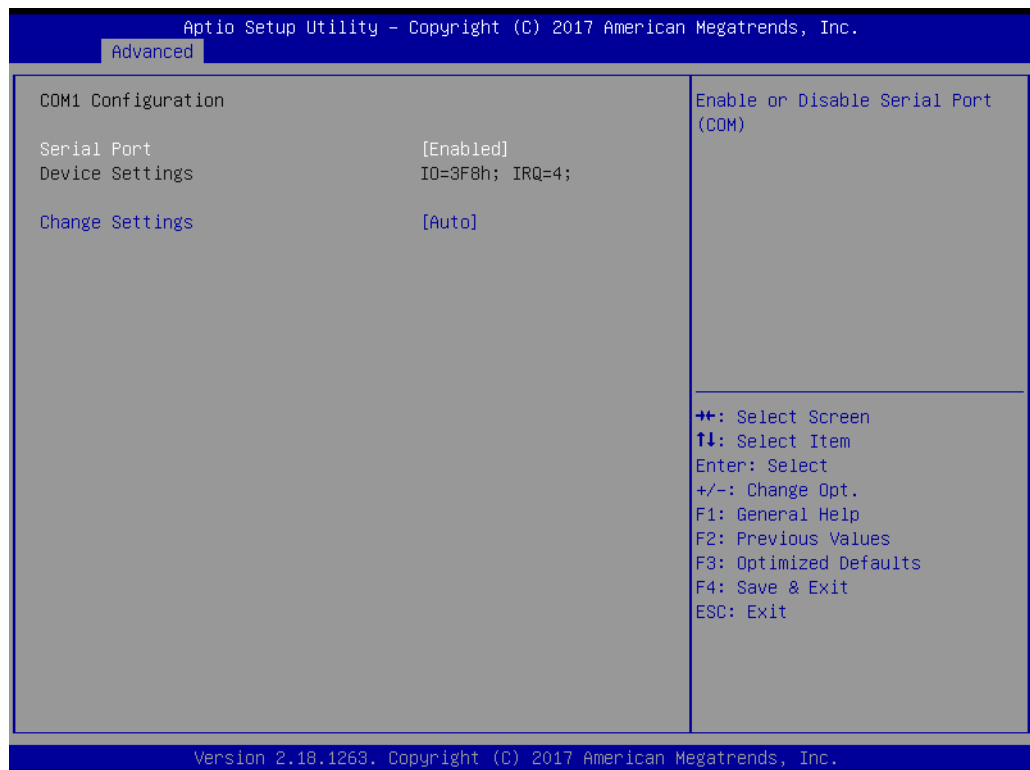 Aptio Setup Utility – Copyright (C) 2017 American Megatrends, Inc.
Advanced
COM1 Configuration
Serial Port [Enabled]
Device Settings IO=3F8h; IRQ=4;
Change Settings [Auto]
Enable or Disable Serial Port
(COM)
→←: Select Screen
↑↓: Select Item
Enter: Select
+/-: Change Opt.
F1: General Help
F2: Previous Values
F3: Optimized Defaults
F4: Save & Exit
ESC: Exit
Version 2.18.1263. Copyright (C) 2017 American Megatrends, Inc.